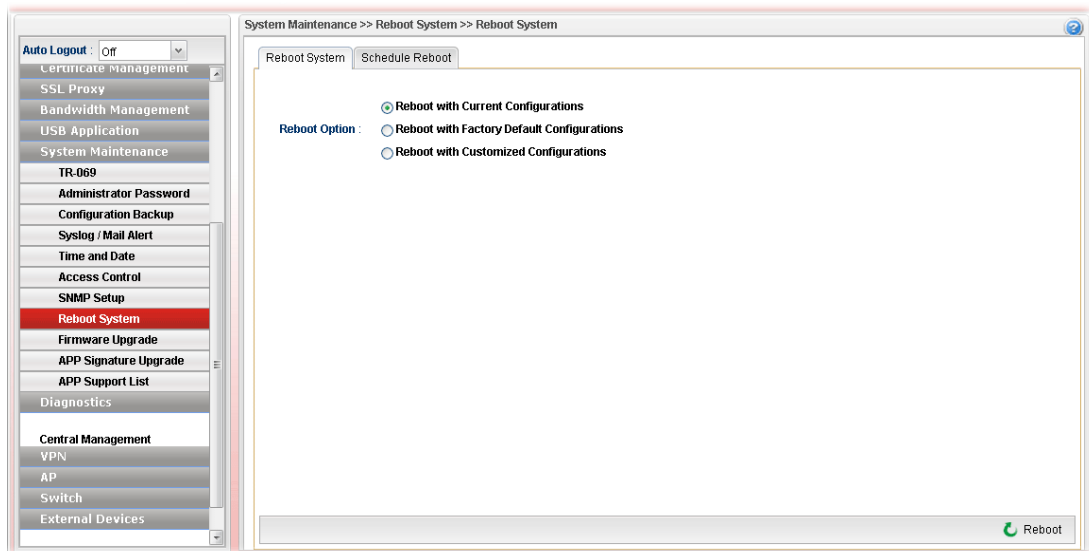 System Maintenance >> Reboot System >> Reboot System
Auto Logout : Off
Certificate Management
SSL Proxy
Bandwidth Management
USB Application
System Maintenance
TR-069
Administrator Password
Configuration Backup
Syslog / Mail Alert
Time and Date
Access Control
SNMP Setup
Reboot System
Firmware Upgrade
APP Signature Upgrade
APP Support List
Diagnostics
Central Management
VPN
AP
Switch
External Devices
Reboot System Schedule Reboot
Reboot Option :
Reboot with Current Configurations
Reboot with Factory Default Configurations
Reboot with Customized Configurations
Reboot